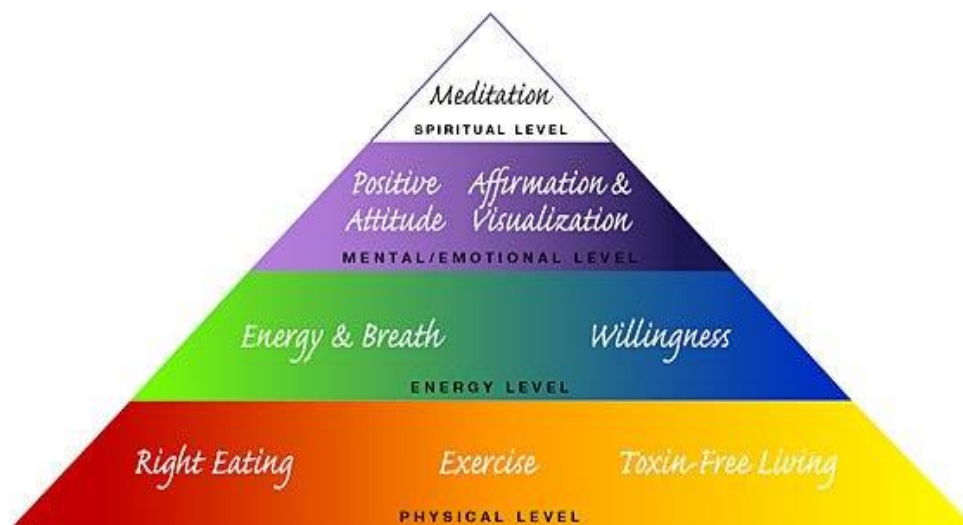 Meditation
SPIRITUAL LEVEL
Positive Affirmation &
Attitude Visualization
MENTAL/EMOTIONAL LEVEL
Energy & Breath Willingness
ENERGY LEVEL
Right Eating Exercise Toxin-Free Living
PHYSICAL LEVEL